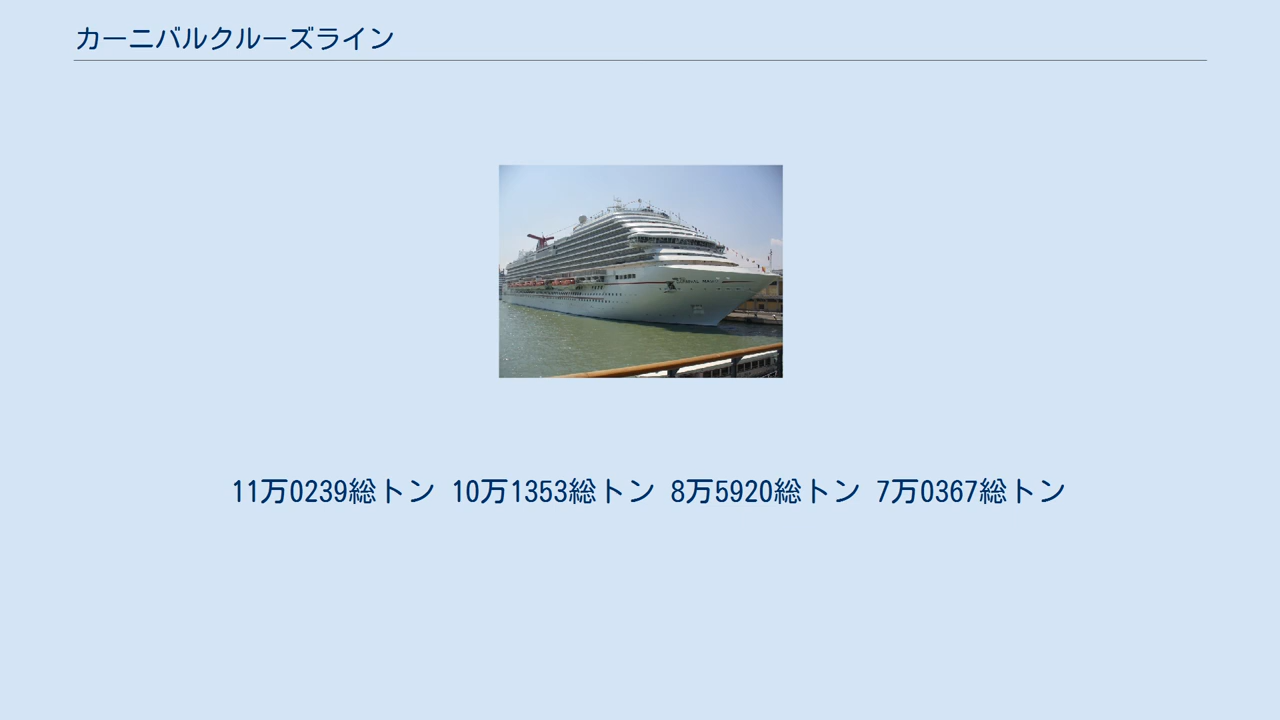 カーニバルクルーズライン
11万0239総トン 10万1353総トン 8万5920総トン 7万0367総トン